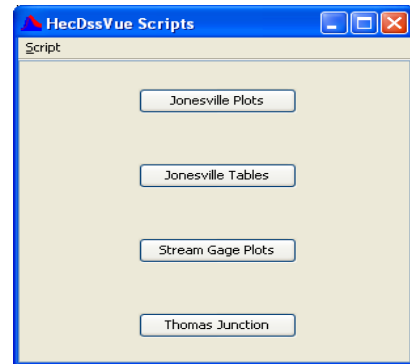 HecDssVue Scripts
Script
Jonesville Plots
Jonesville Tables
Stream Gage Plots
Thomas Junction